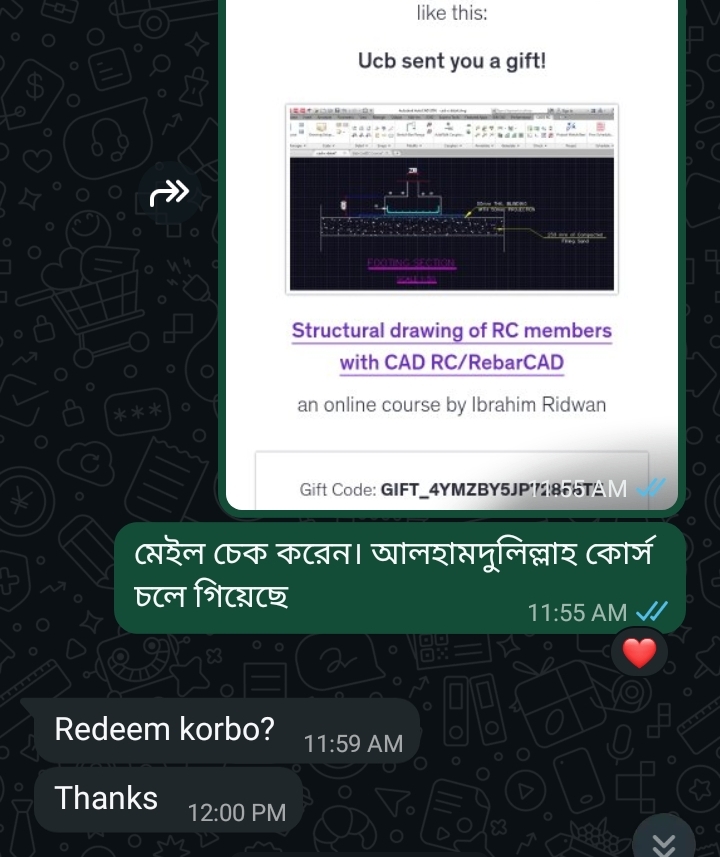 like this:
Ucb sent you a gift!
FOOTING SECTION
Structural drawing of RC members
with CAD RC/RebarCAD
an online course by Ibrahim Ridwan
Gift Code:
11:55 AM
মেইল চেক করেন। আলহামদুলিল্লাহ কোর্স
চলে গিয়েছে
11:55 AM
Redeem korbo?
11:59 AM
Thanks
12:00 PM